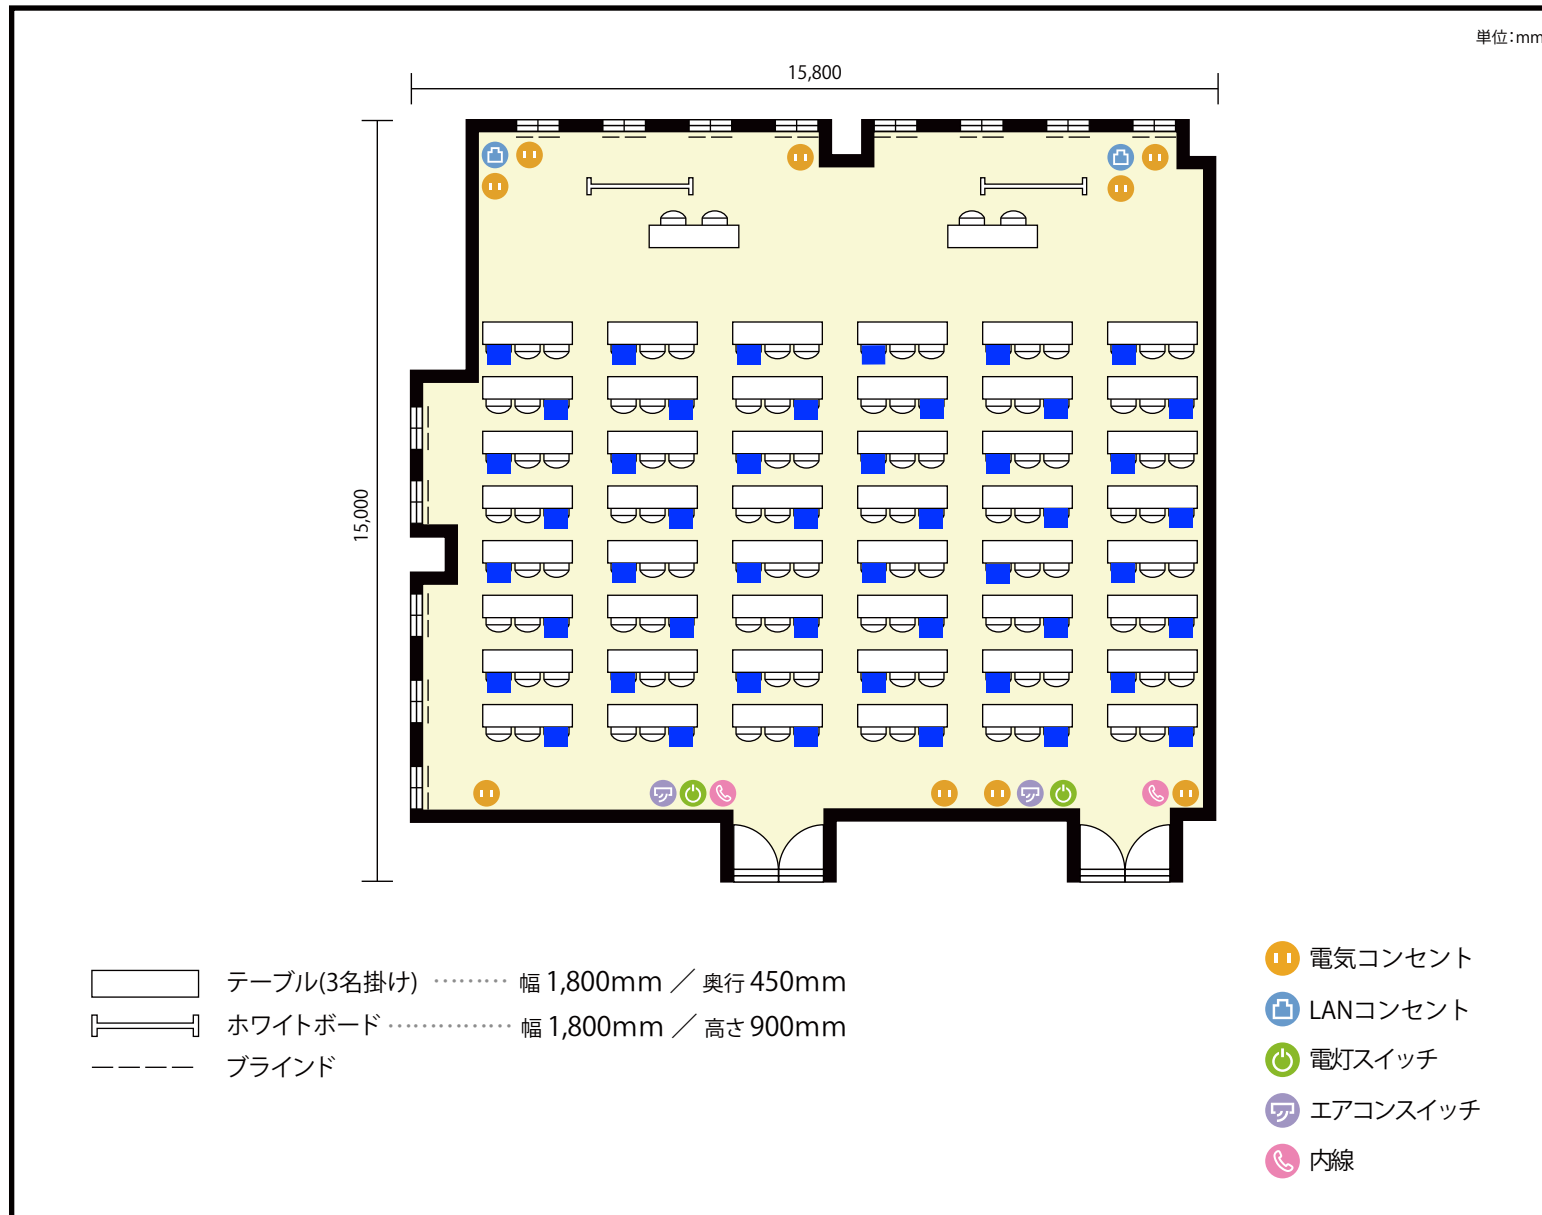 単位：mm
15,800
15,000
テーブル(3名掛け) ……… 幅 1,800mm ／ 奥行 450mm
ホワイトボード …………… 幅 1,800mm ／ 高さ 900mm
ブラインド
電気コンセント
LANコンセント
電灯スイッチ
エアコンスイッチ
内線